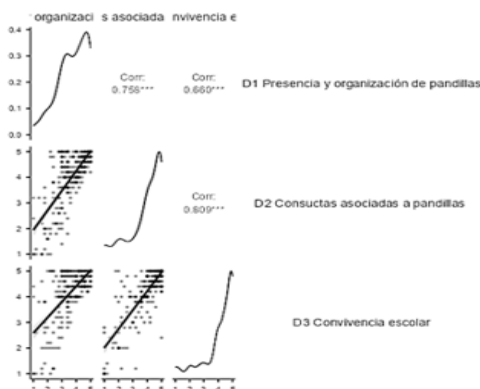 organizaci s asociada nvivencia e
0.4
0.3
0.2
0.1
0.0
Corr:
0.756***
Corr:
0.660***
D1 Presencia y organización de pandillas
5
4
3
2
1
Corr:
0.609***
D2 Consuctas asociadas a pandillas
5
4
3
2
1
D3 Convivencia escolar